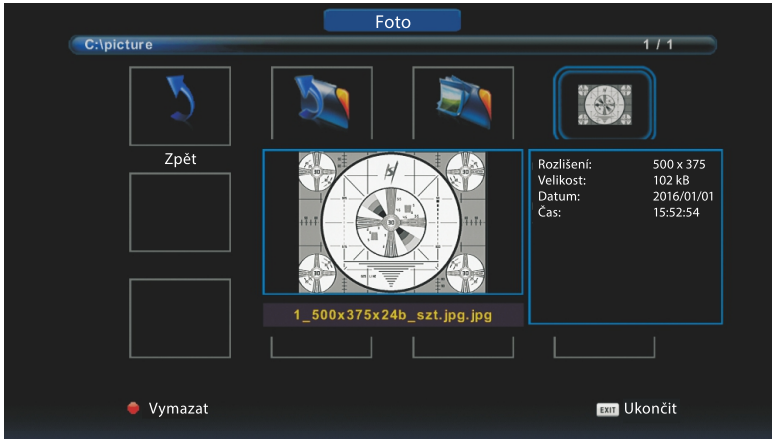 Foto
C:\picture
1 / 1
Zpět
Rozlišení: 500 x 375
Velikost: 102 kB
Datum: 2016/01/01
Čas: 15:52:54
1_500x375x24b_szt.jpg.jpg
Vymazat
EXIT Ukončit